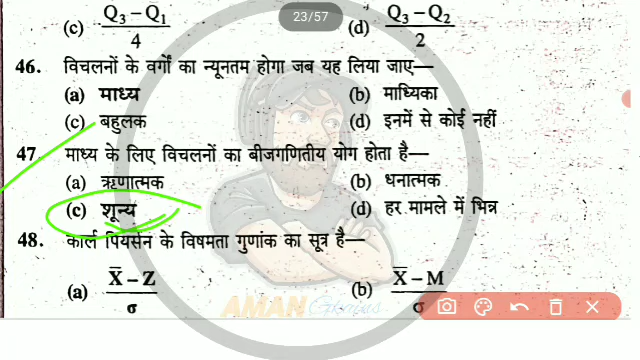 (c) Q₃ – Q₁ / 4 (d) Q₃ – Q₂ / 2
23/57
46. विचलनों के वर्गों का न्यूनतम होगा जब यह लिया जाए—
(a) माध्य (b) माध्यिका
(c) बहुलक (d) इनमें से कोई नहीं
47. माध्य के लिए विचलनों का बीजगणितीय योग होता है—
(a) ऋणात्मक (b) धनात्मक
(c) शून्य (d) हर मामले में भिन्न
48. कार्ल पियर्सन के विषमता गुणांक का सूत्र है—
(a) X̅ – Z / σ (b) X̅ – M / σ
AMAN